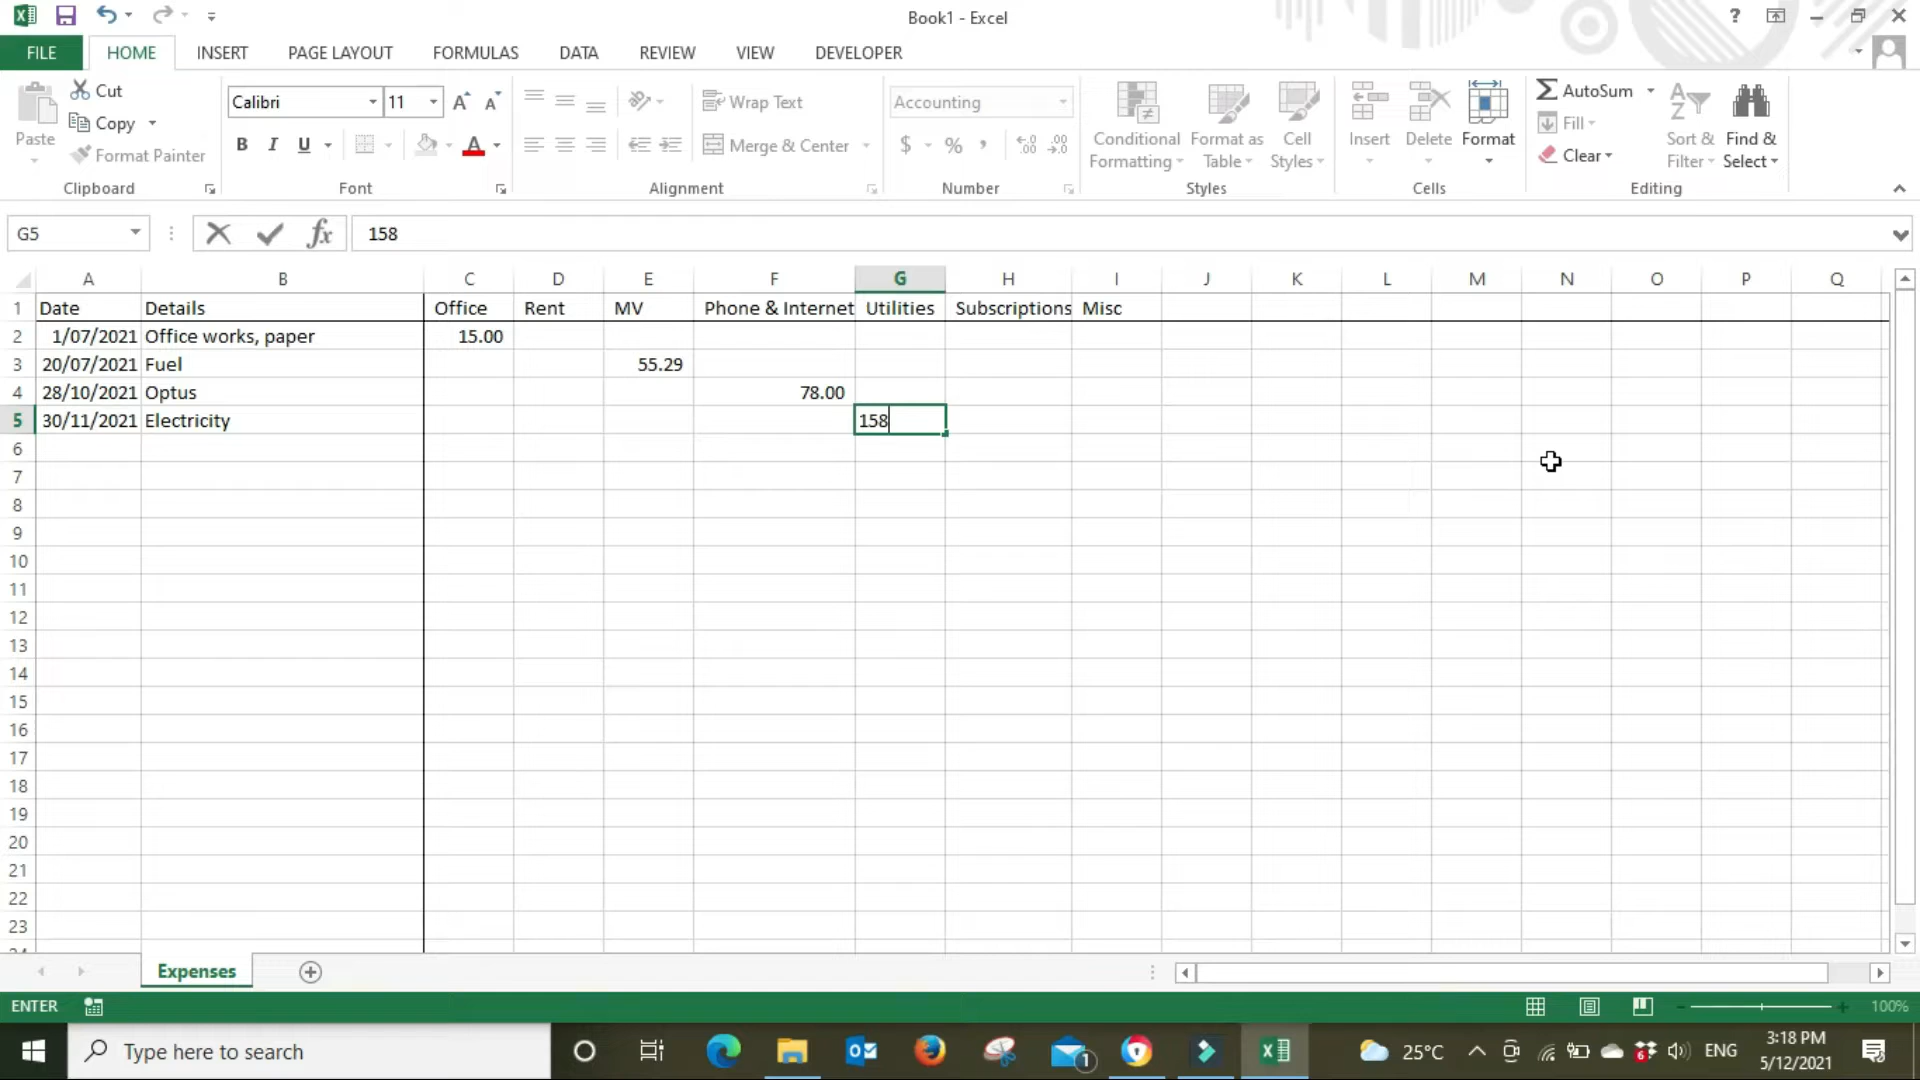 Book1 - Excel
?
FILE HOME INSERT PAGE LAYOUT FORMULAS DATA REVIEW VIEW DEVELOPER
Paste
Cut
Copy
Format Painter
Clipboard
Calibri 11 A A
B I U A
Font
Wrap Text
Merge & Center
Alignment
Accounting
$ % , .0 .00
Number
Conditional Formatting
Format as Table
Cell Styles
Styles
Insert Delete Format
Cells
AutoSum
Fill
Clear
Sort & Filter
Find & Select
Editing
G5 fx 158
A B C D E F G H I J K L M N O P Q
1 Date Details Office Rent MV Phone & Internet Utilities Subscriptions Misc
2 1/07/2021 Office works, paper 15.00
3 20/07/2021 Fuel 55.29
4 28/10/2021 Optus 78.00
5 30/11/2021 Electricity 158
6
7
8
9
10
11
12
13
14
15
16
17
18
19
20
21
22
23
24
Expenses
ENTER 100%
Type here to search
1
25°C 6 ENG
3:18 PM
5/12/2021